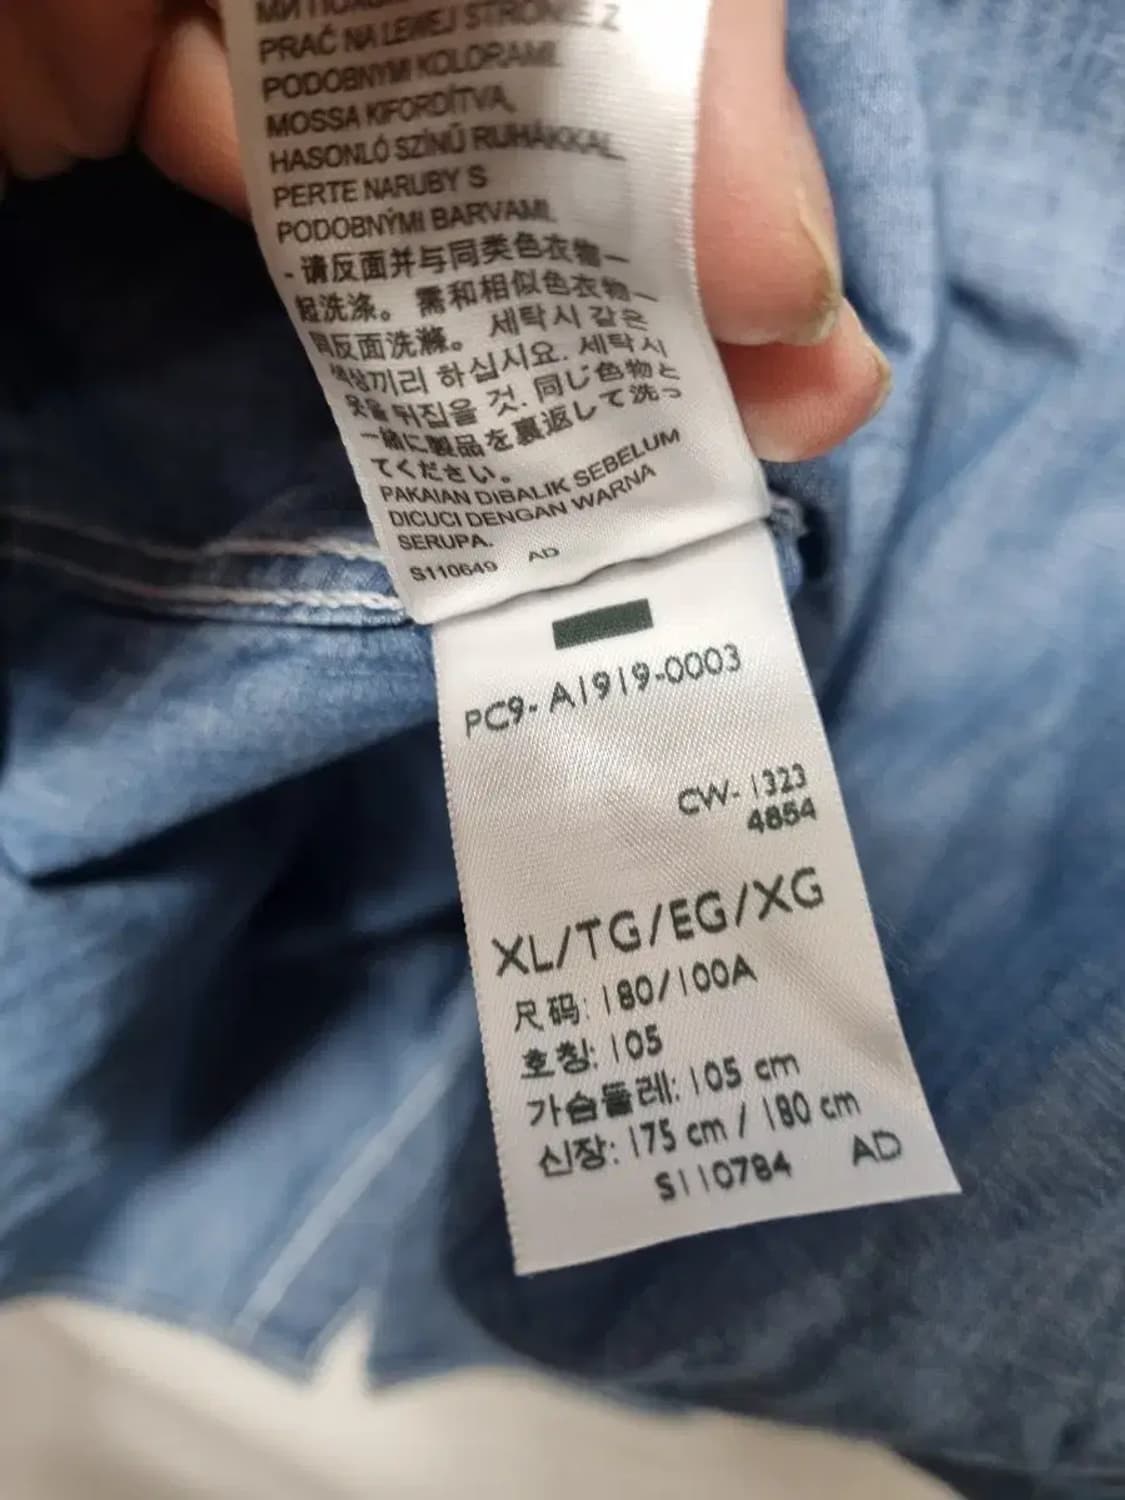 PRAĆ NA LEWEJ STRONIE Z
PODOBNYMI KOLORAMI.
MOSSA KIFORDÍTVA,
HASONLÓ SZÍNŰ RUHÁKKAL.
PERTE NARUBY S
PODOBNÝMI BARVAMI.
- 请反面并与同类色衣物一
起洗涤。 需和相似色衣物一
同反面洗滌。 세탁시 같은
색상끼리 하십시오. 세탁시
옷을 뒤집을 것. 同じ色物と
一緒に製品を裏返して洗っ
てください。
PAKAIAN DIBALIK SEBELUM
DICUCI DENGAN WARNA
SERUPA.
S110649 AD
PC9-A1919-0003
CW-1323
4854
XL/TG/EG/XG
尺码: 180/100A
호칭: 105
가슴둘레: 105 cm
신장: 175 cm / 180 cm
S110784 AD